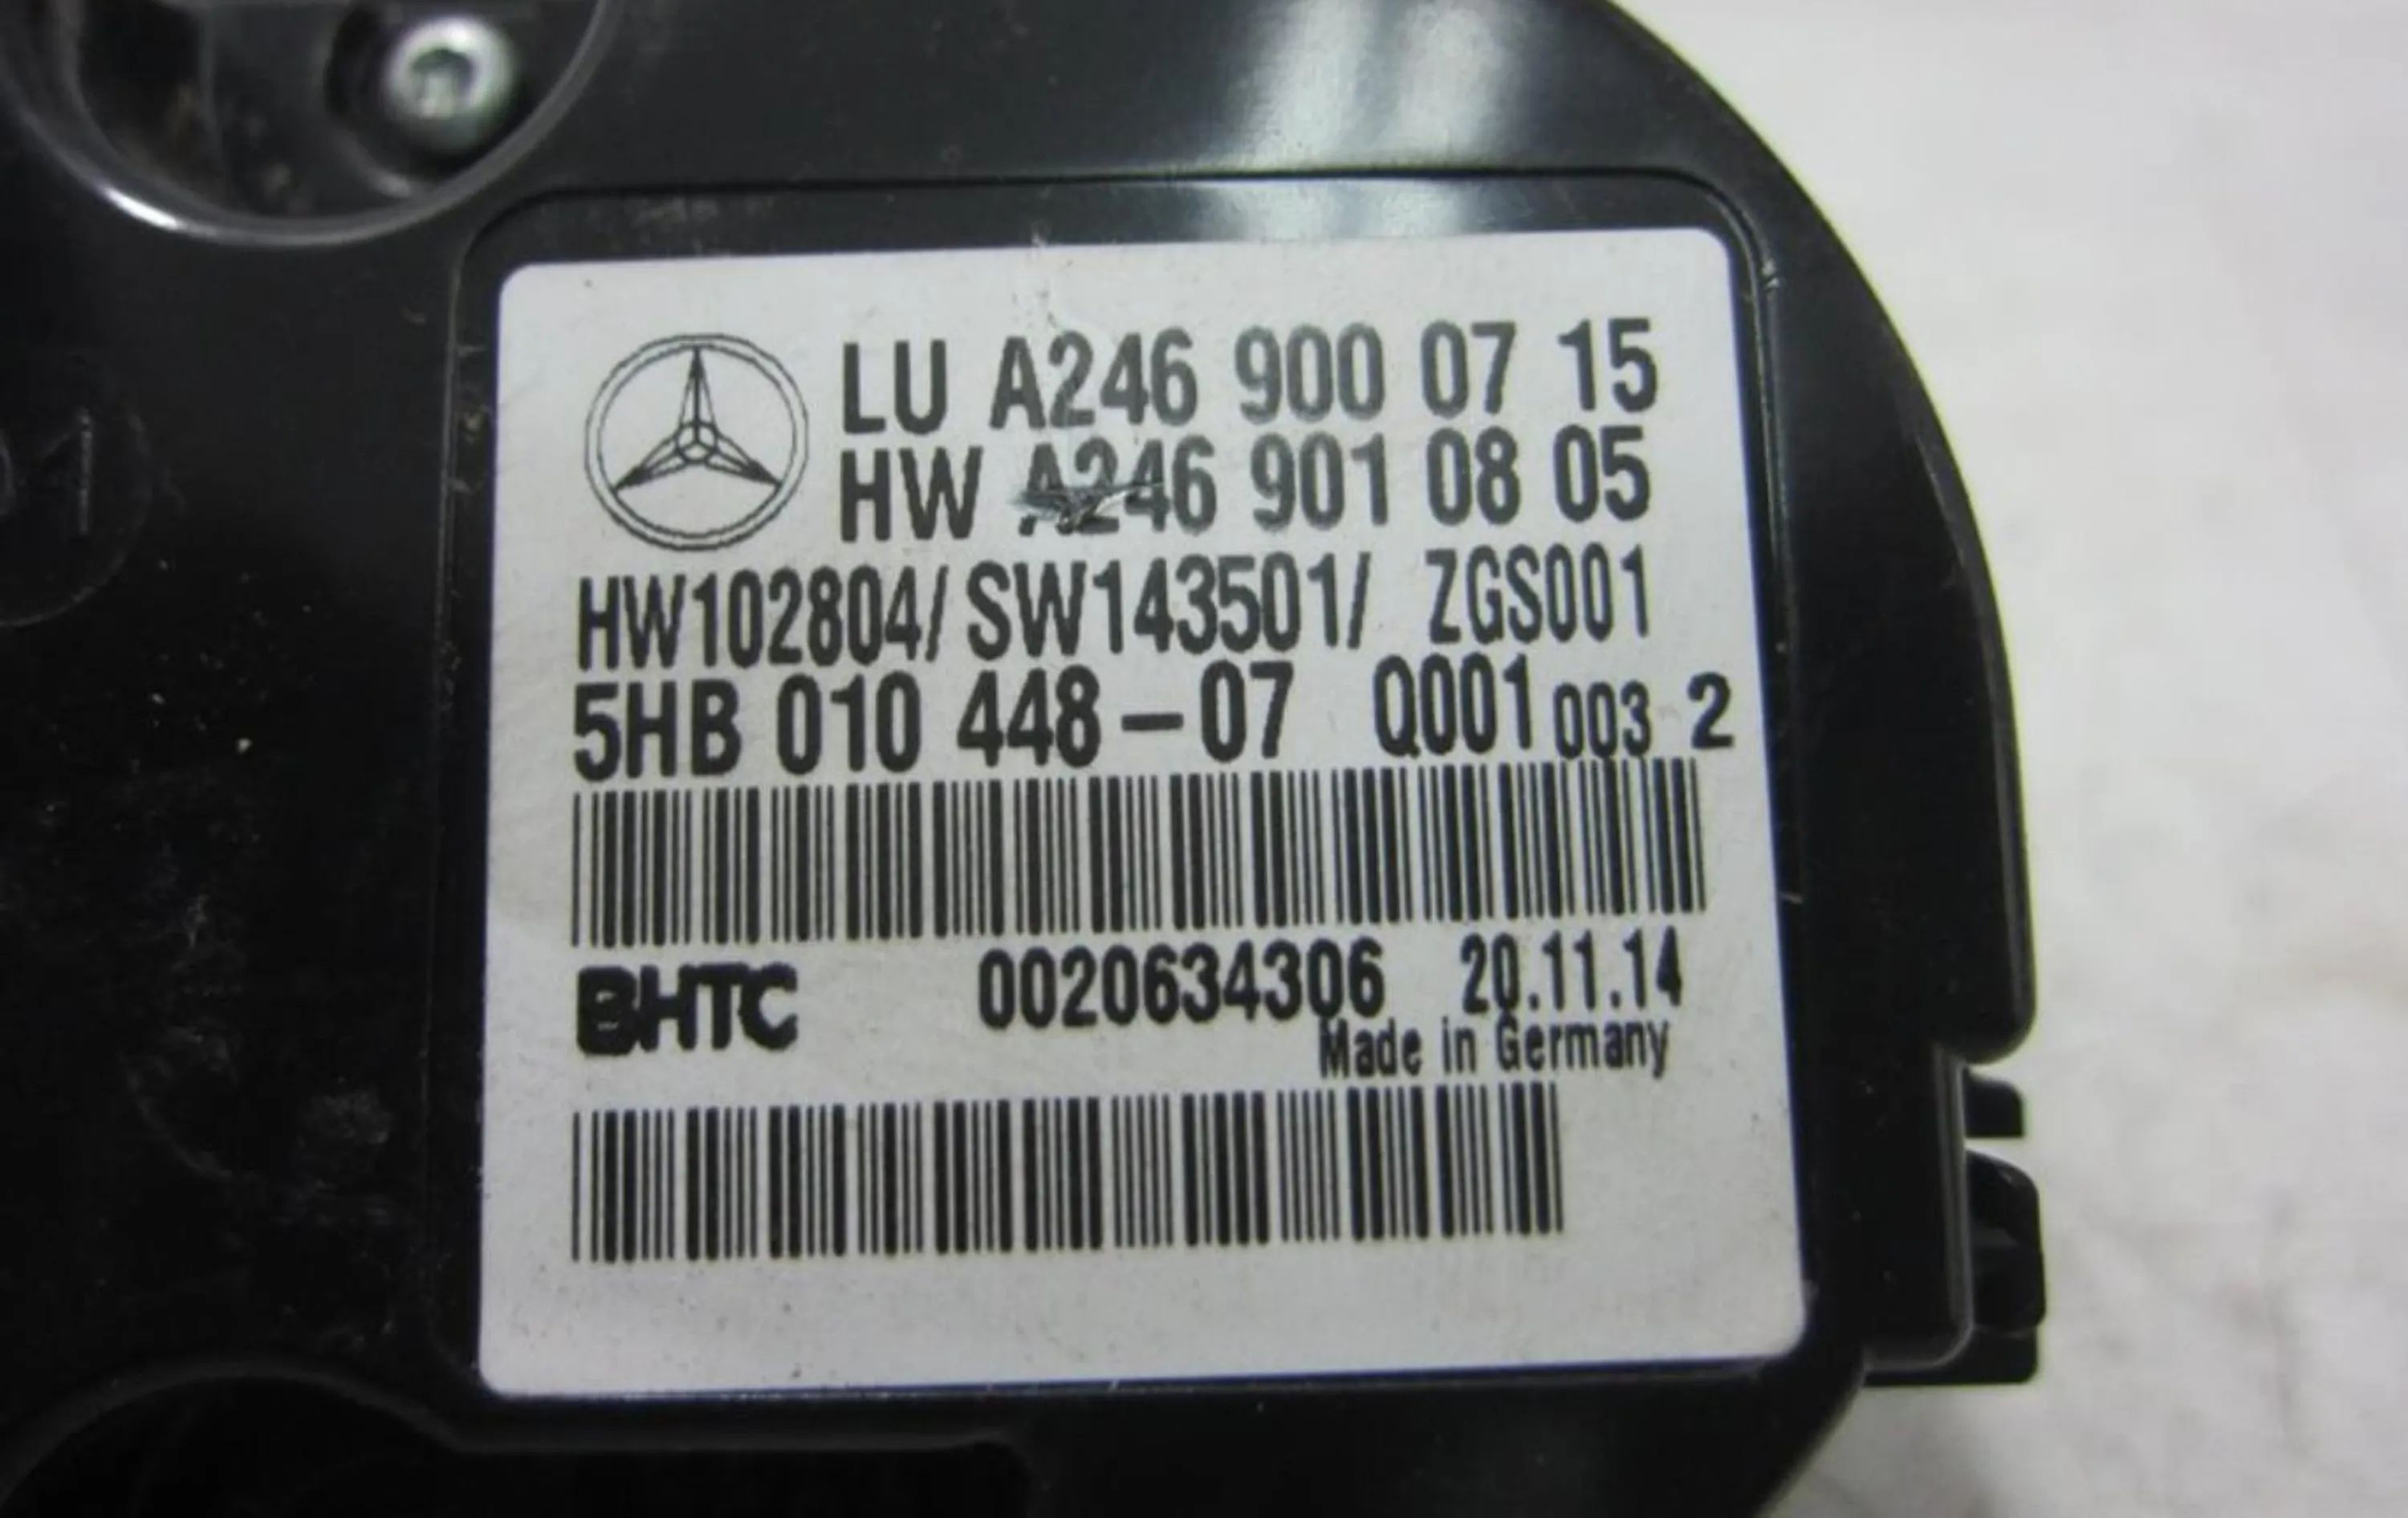 LU A246 900 07 15
HW A246 901 08 05
HW102804/ SW143501/ ZGS001
5HB 010 448-07 Q001 003 2
BHTC 0020634306 20.11.14
Made in Germany